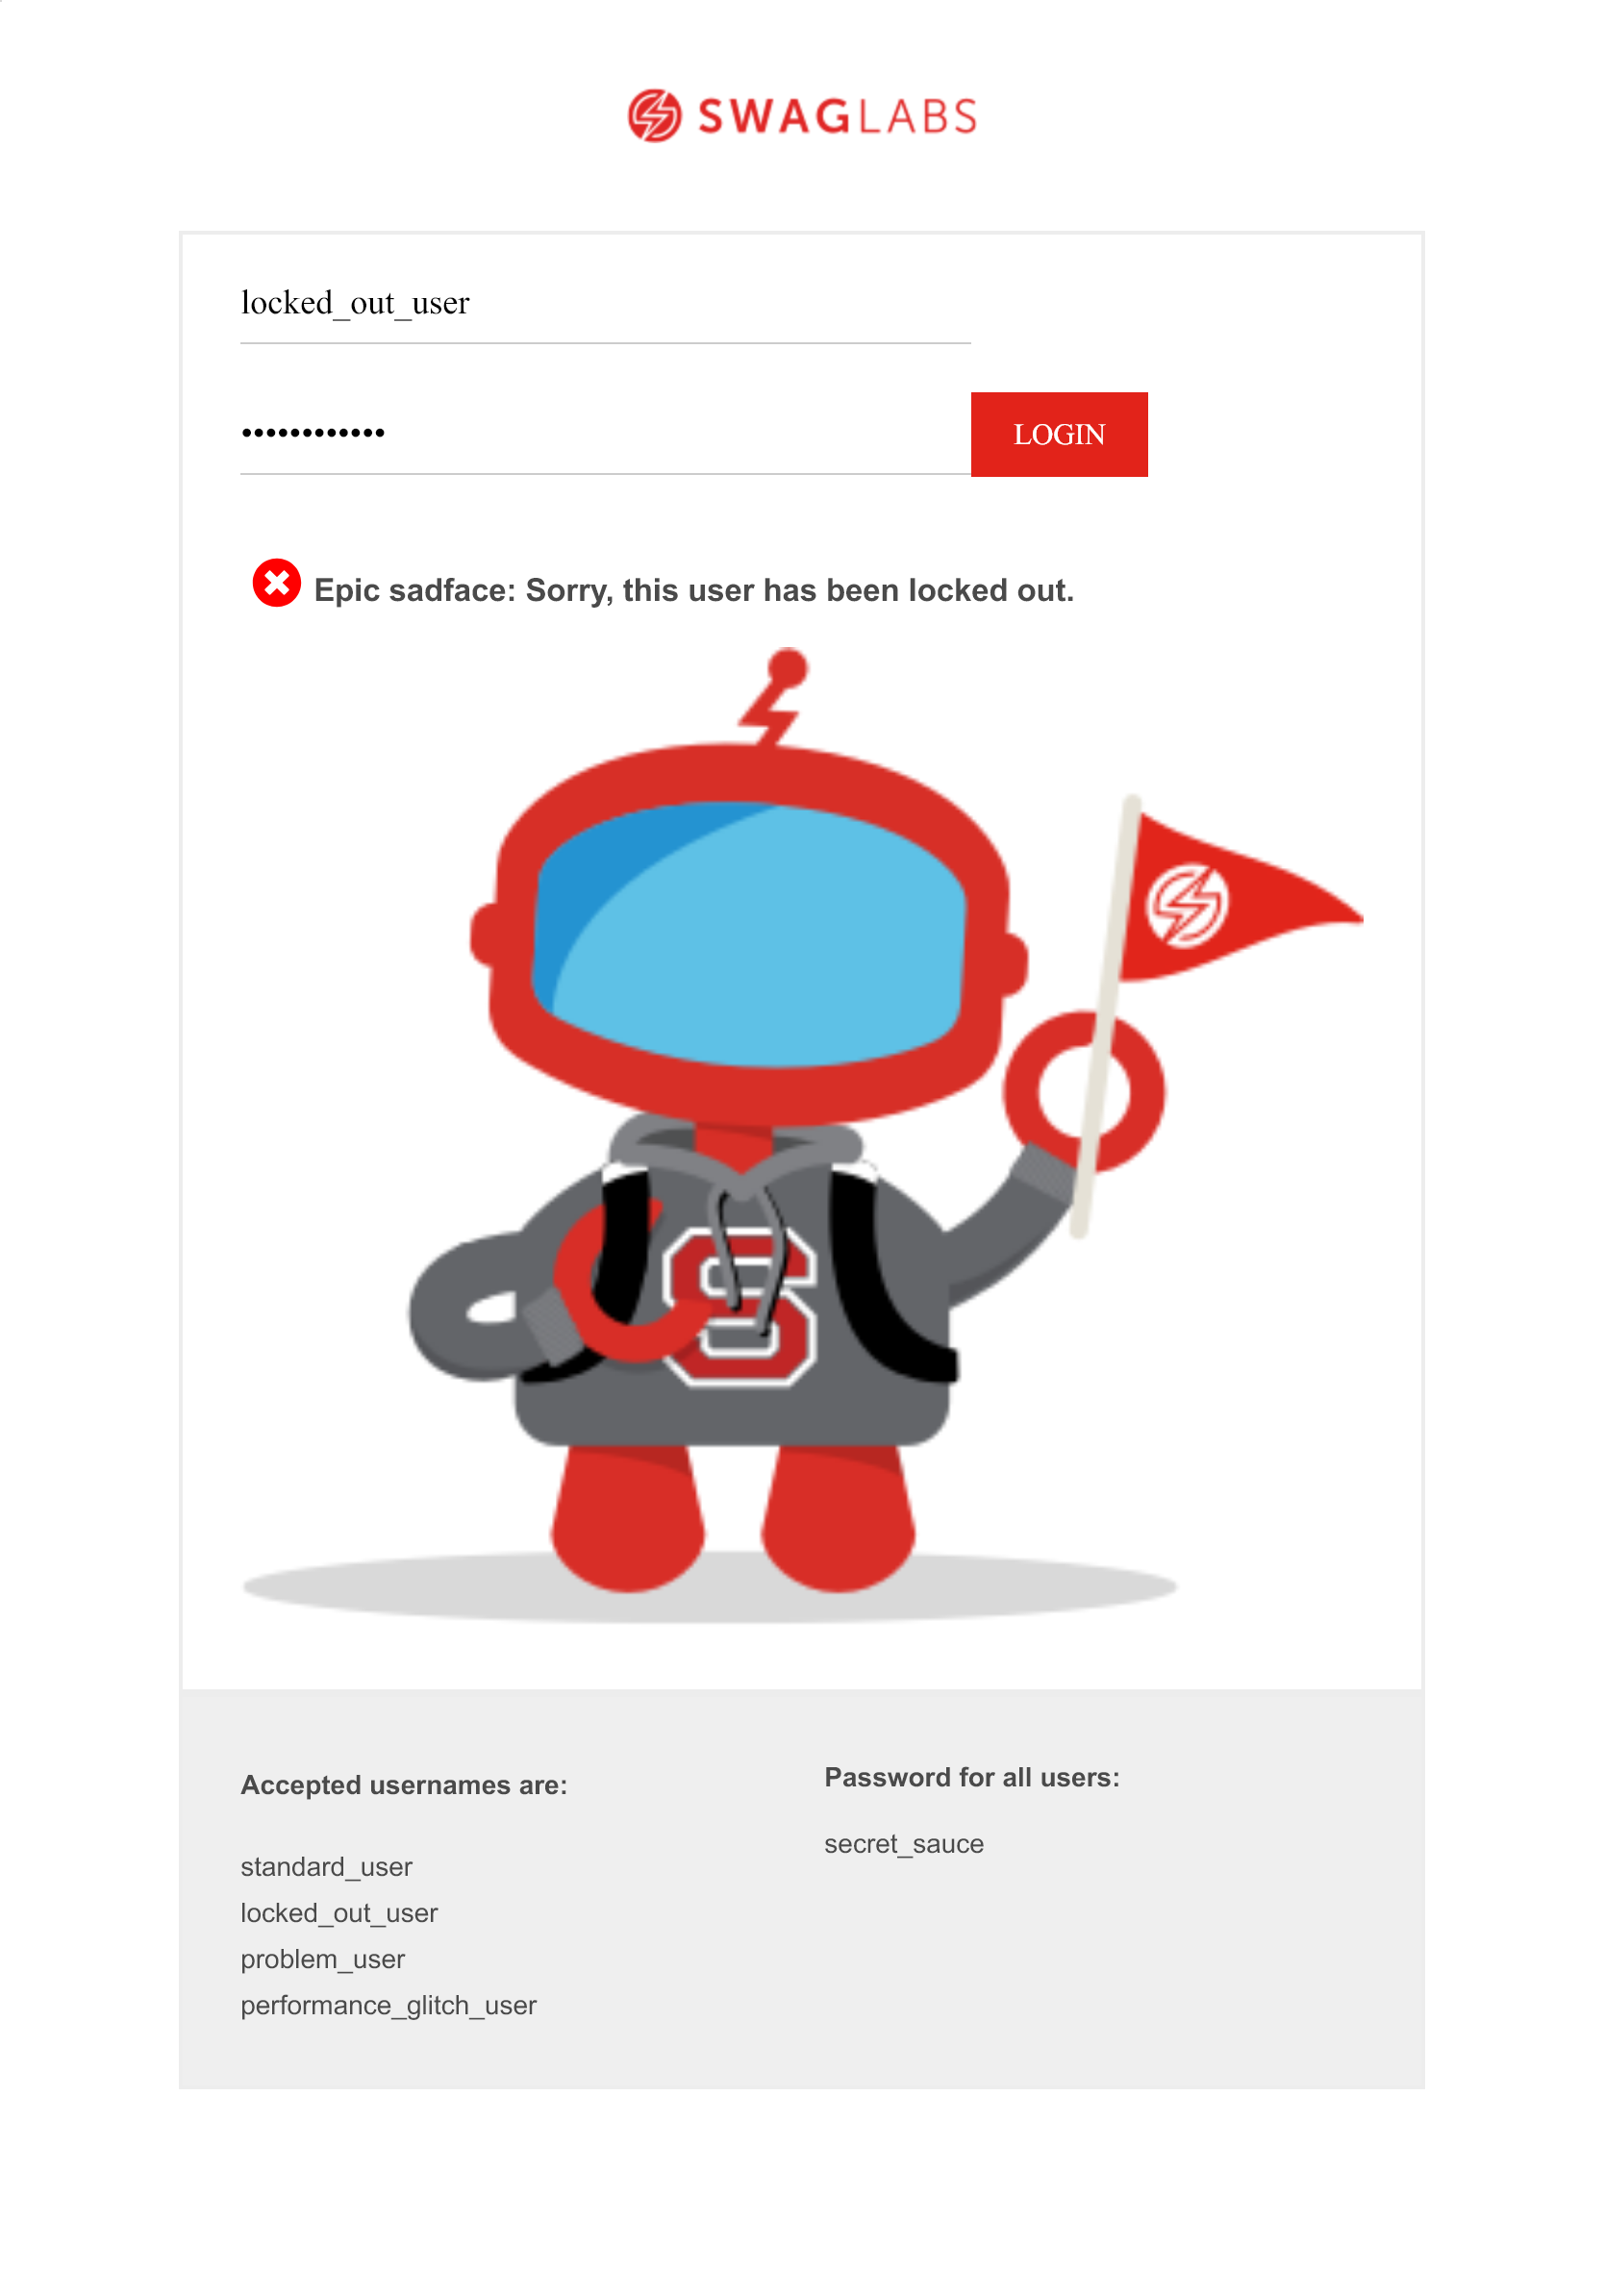 SWAGLABS
locked_out_user
••••••••••••
LOGIN
Epic sadface: Sorry, this user has been locked out.
S
Accepted usernames are:
standard_user
locked_out_user
problem_user
performance_glitch_user
Password for all users:
secret_sauce